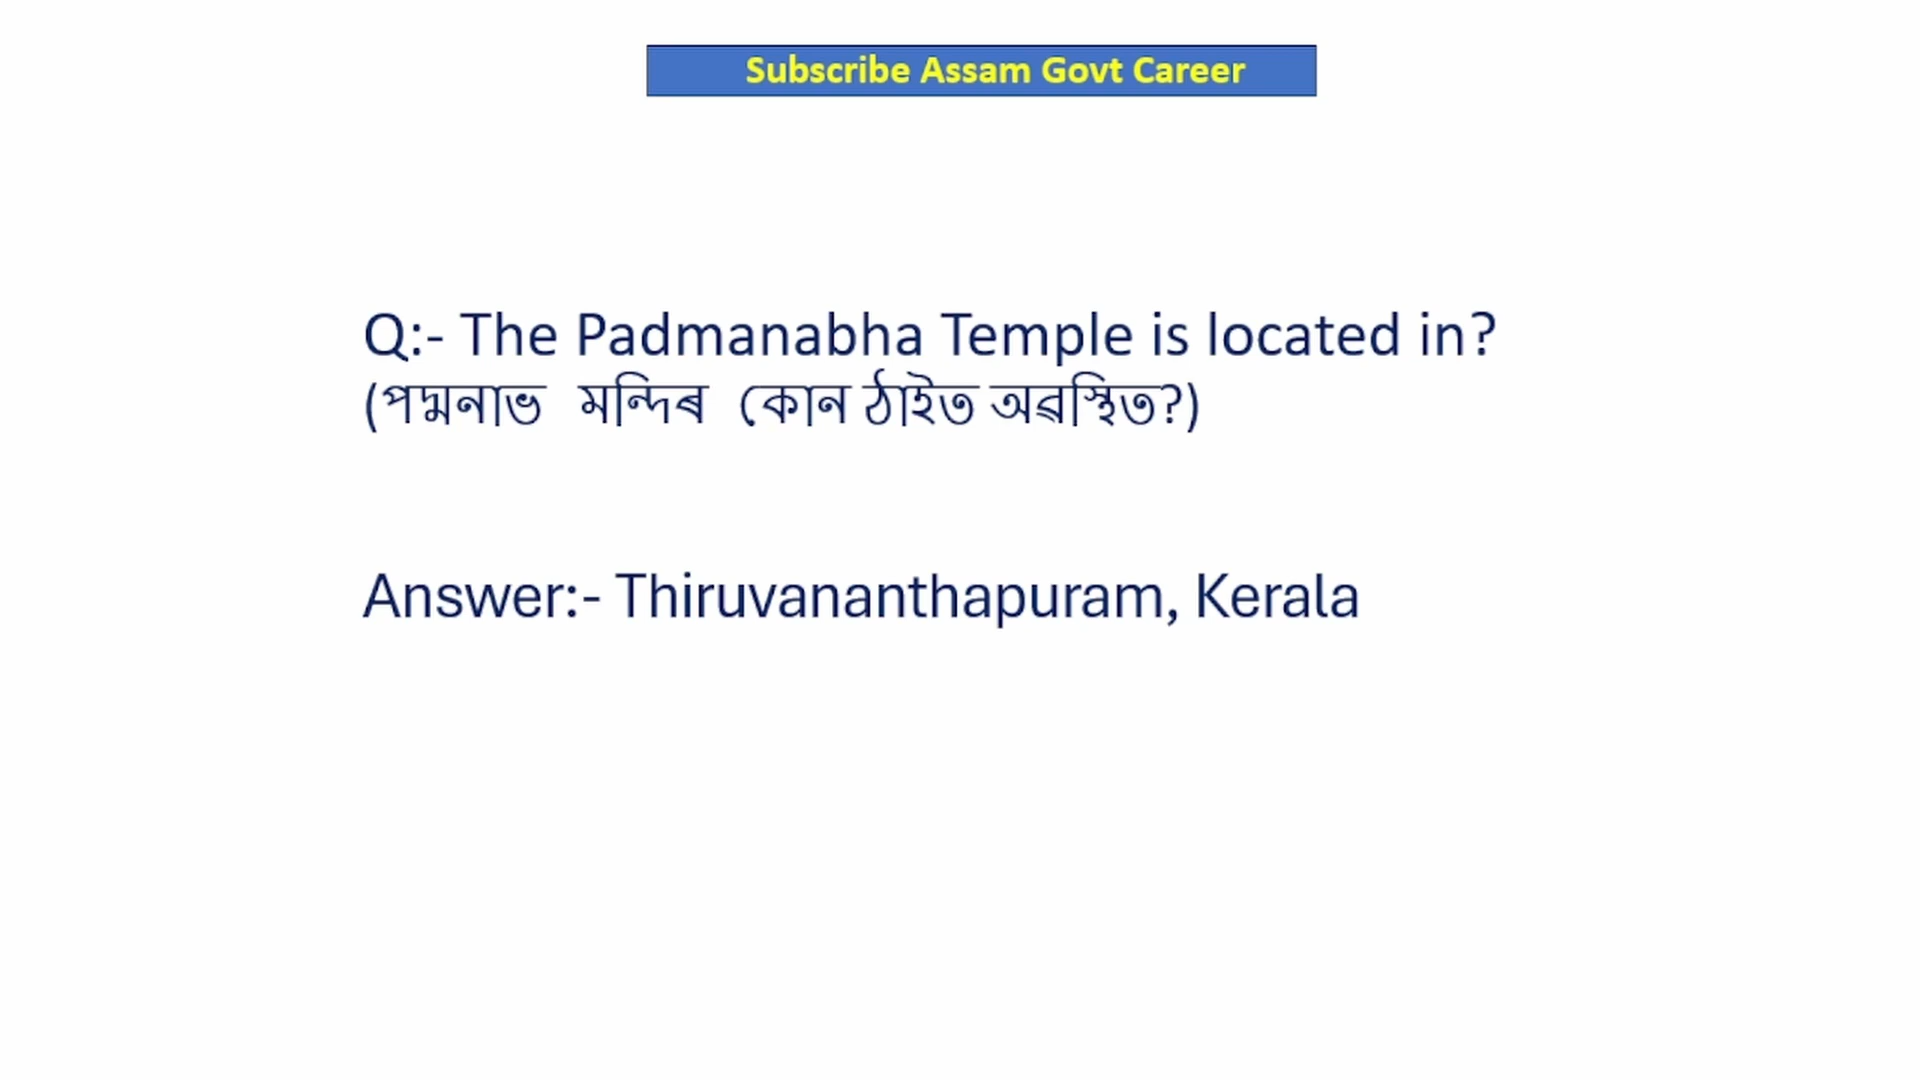 Subscribe Assam Govt Career
Q:- The Padmanabha Temple is located in?
(পদ্মনাভ মন্দিৰ কোন ঠাইত অৱস্থিত?)
Answer:- Thiruvananthapuram, Kerala